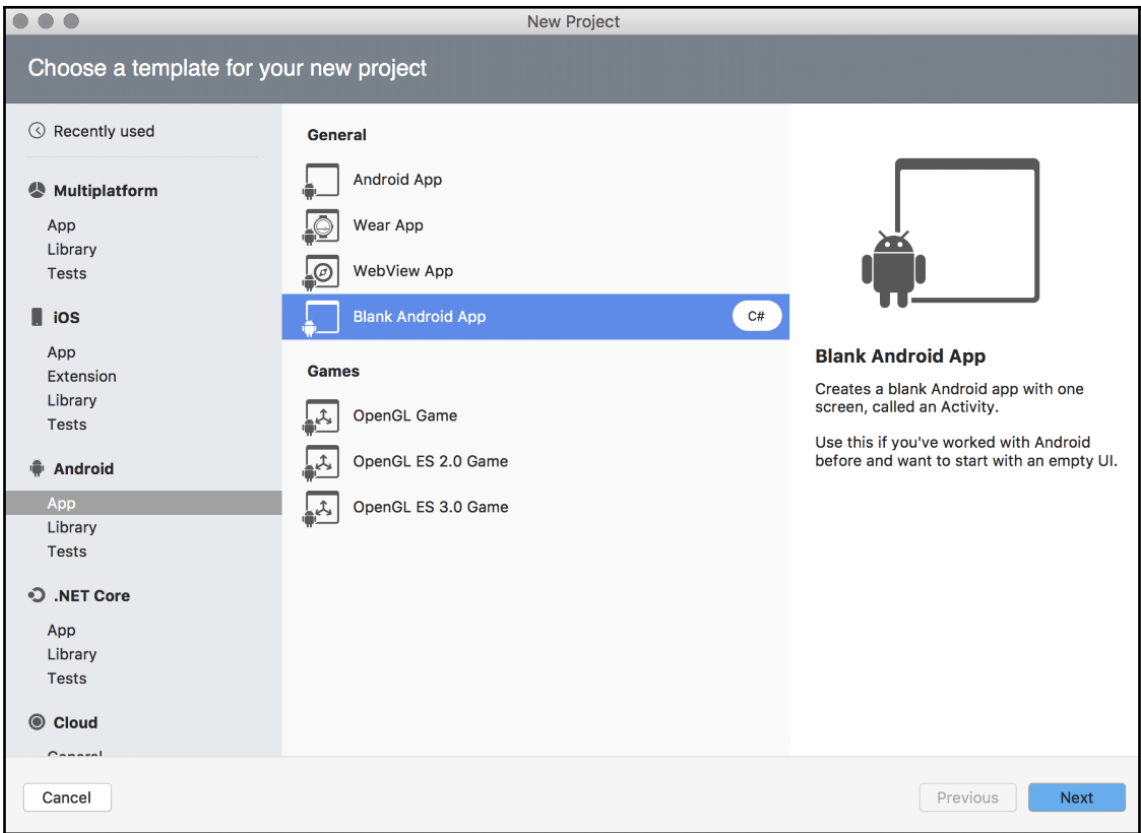 New Project
Choose a template for your new project
Recently used
Multiplatform
App
Library
Tests
iOS
App
Extension
Library
Tests
Android
App
Library
Tests
.NET Core
App
Library
Tests
Cloud
General
General
Android App
Wear App
WebView App
Blank Android App C#
Games
OpenGL Game
OpenGL ES 2.0 Game
OpenGL ES 3.0 Game
Blank Android App
Creates a blank Android app with one
screen, called an Activity.
Use this if you've worked with Android
before and want to start with an empty UI.
Cancel
Previous
Next